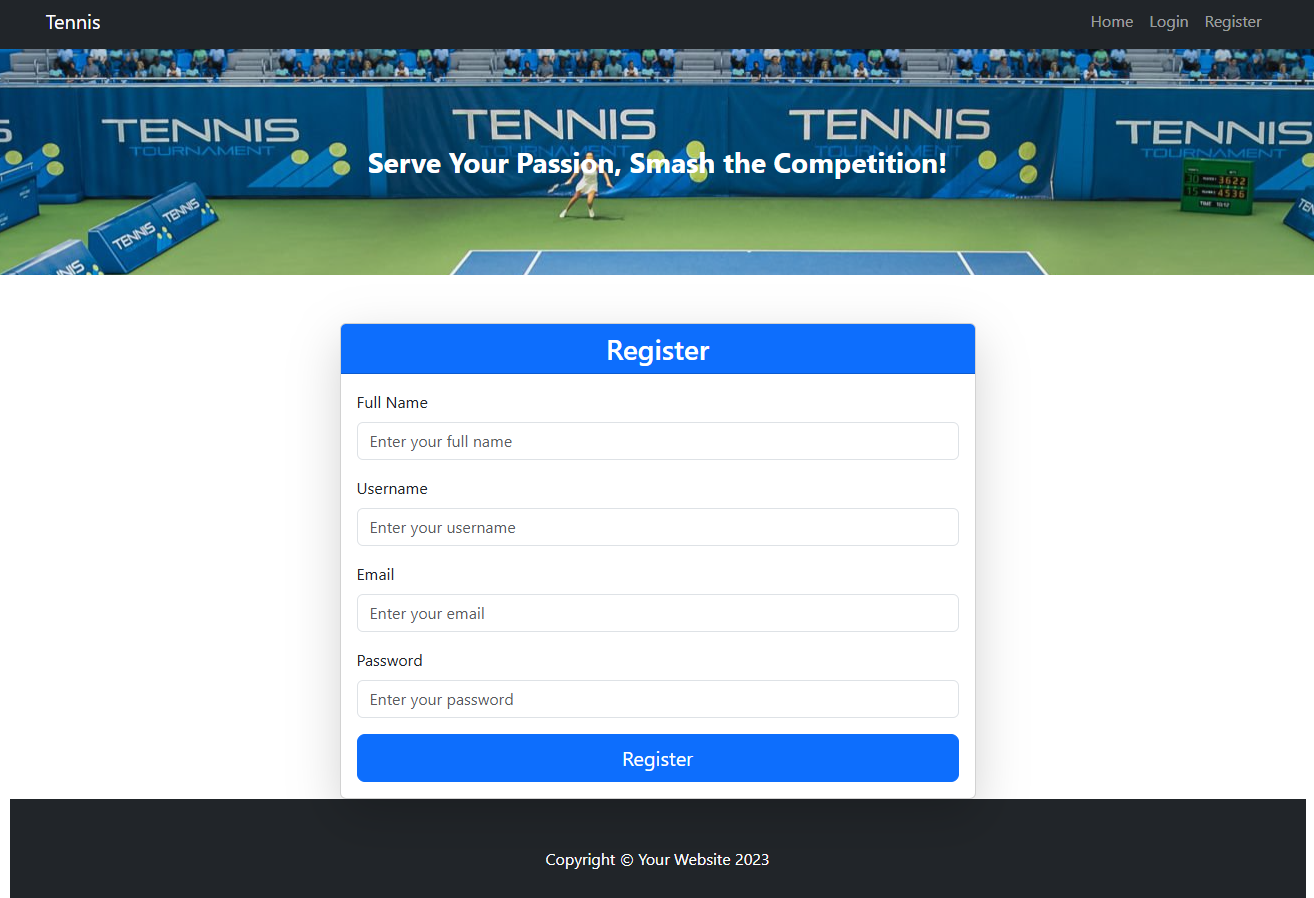 Tennis
Home Login Register
TENNIS
TOURNAMENT
TENNIS
TENNIS
TENNIS
TOURNAMENT
Serve Your Passion, Smash the Competition!
TENNIS
TENNIS
Register
Full Name
Enter your full name
Username
Enter your username
Email
Enter your email
Password
Enter your password
Register
Copyright © Your Website 2023